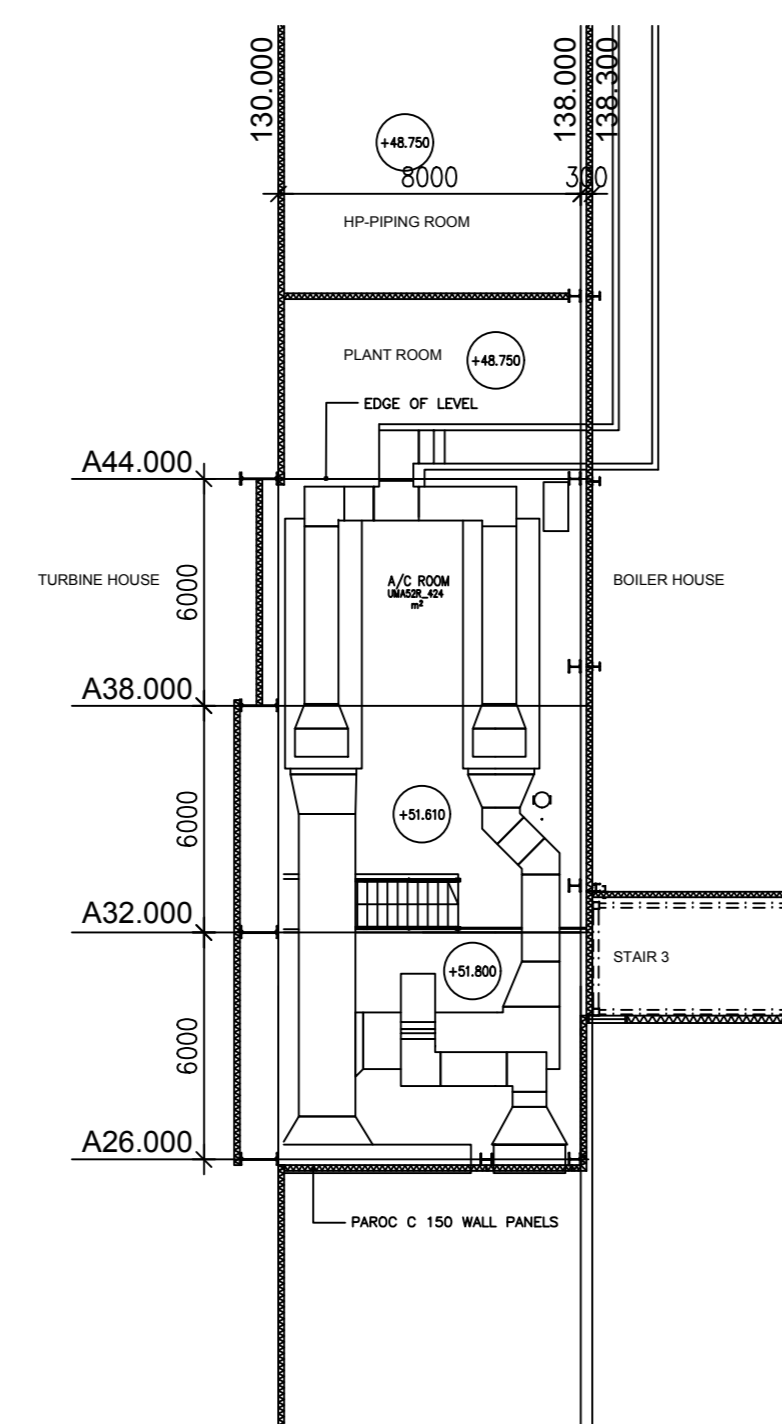 130.000
138.000
138.300
+48.750
8000
300
HP-PIPING ROOM
PLANT ROOM
+48.750
EDGE OF LEVEL
A44.000
TURBINE HOUSE
6000
A/C ROOM
UMA52R_424
m²
BOILER HOUSE
A38.000
6000
+51.610
A32.000
+51.800
STAIR 3
6000
A26.000
PAROC C 150 WALL PANELS